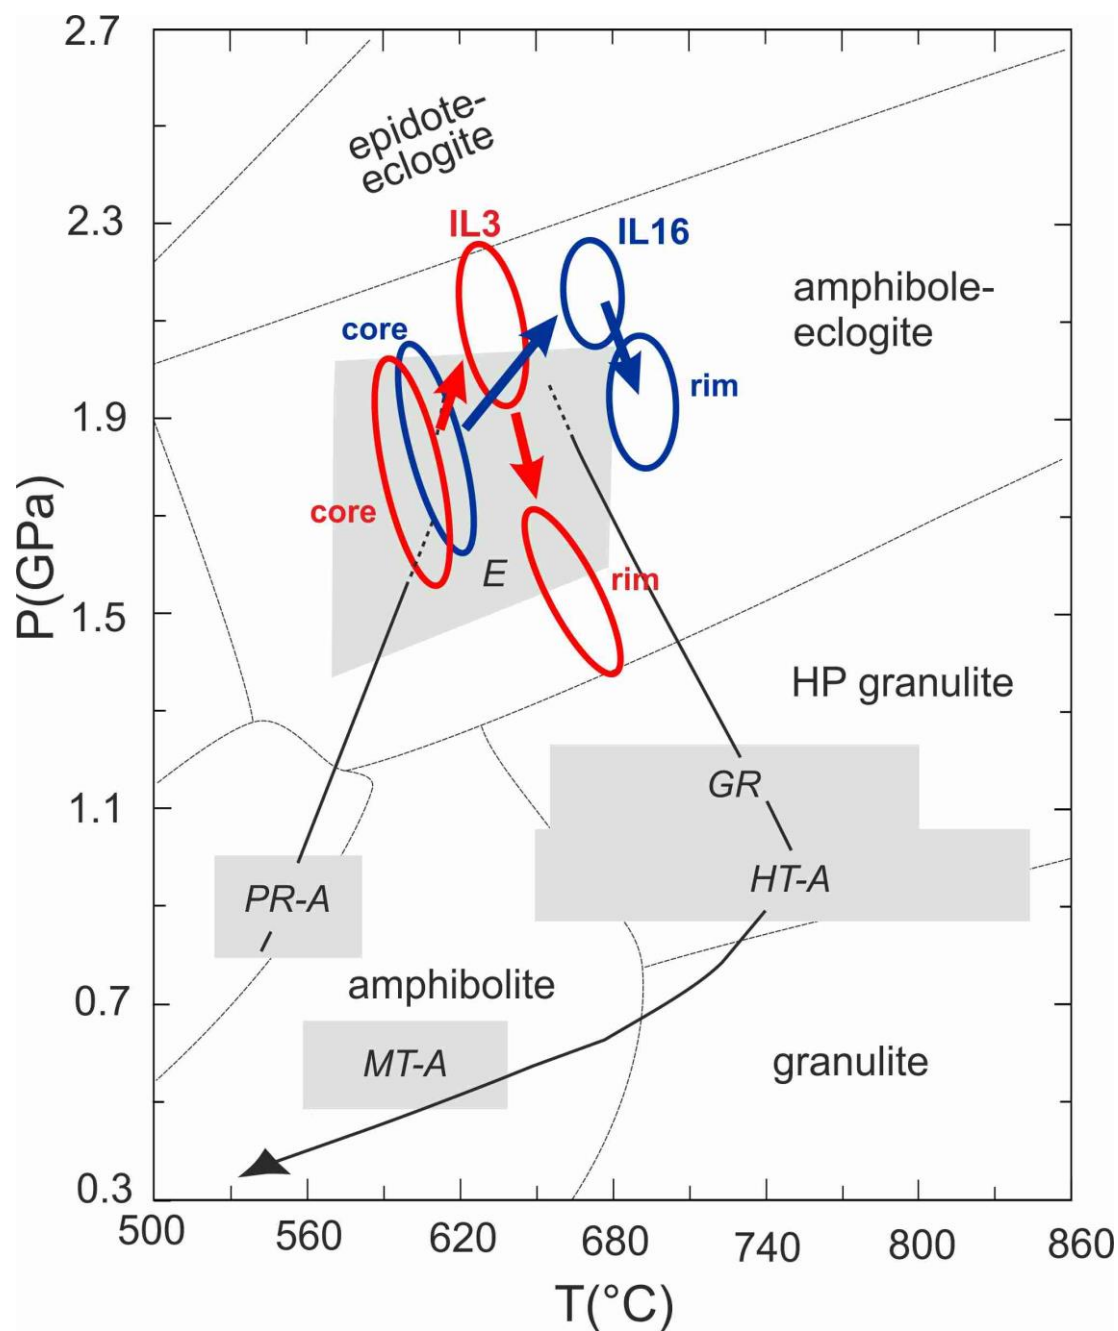 2.7
epidote-
eclogite
2.3
IL3
IL16
amphibole-
eclogite
core
rim
1.9
P(GPa)
core
E
rim
1.5
HP granulite
GR
1.1
HT-A
PR-A
amphibolite
0.7
MT-A
granulite
0.3
500
560
620
680
740
800
860
T(°C)